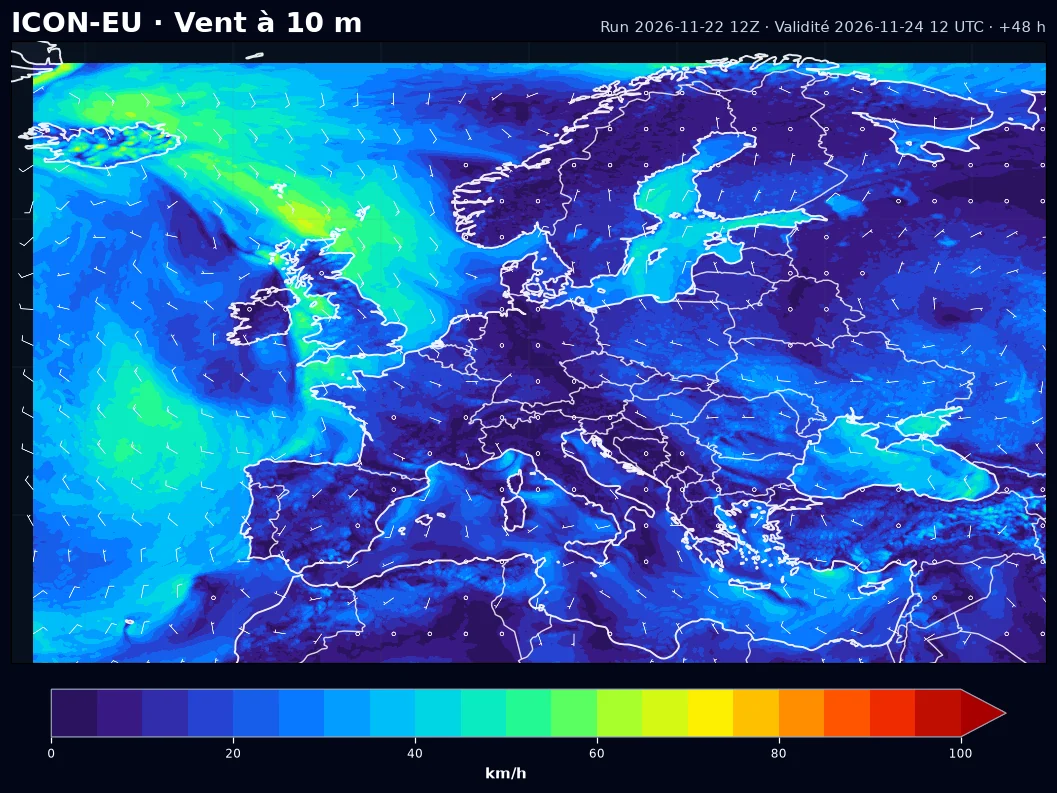 ICON-EU · Vent à 10 m
Run 2026-11-22 12Z · Validité 2026-11-24 12 UTC · +48 h
0 20 40 60 80 100
km/h